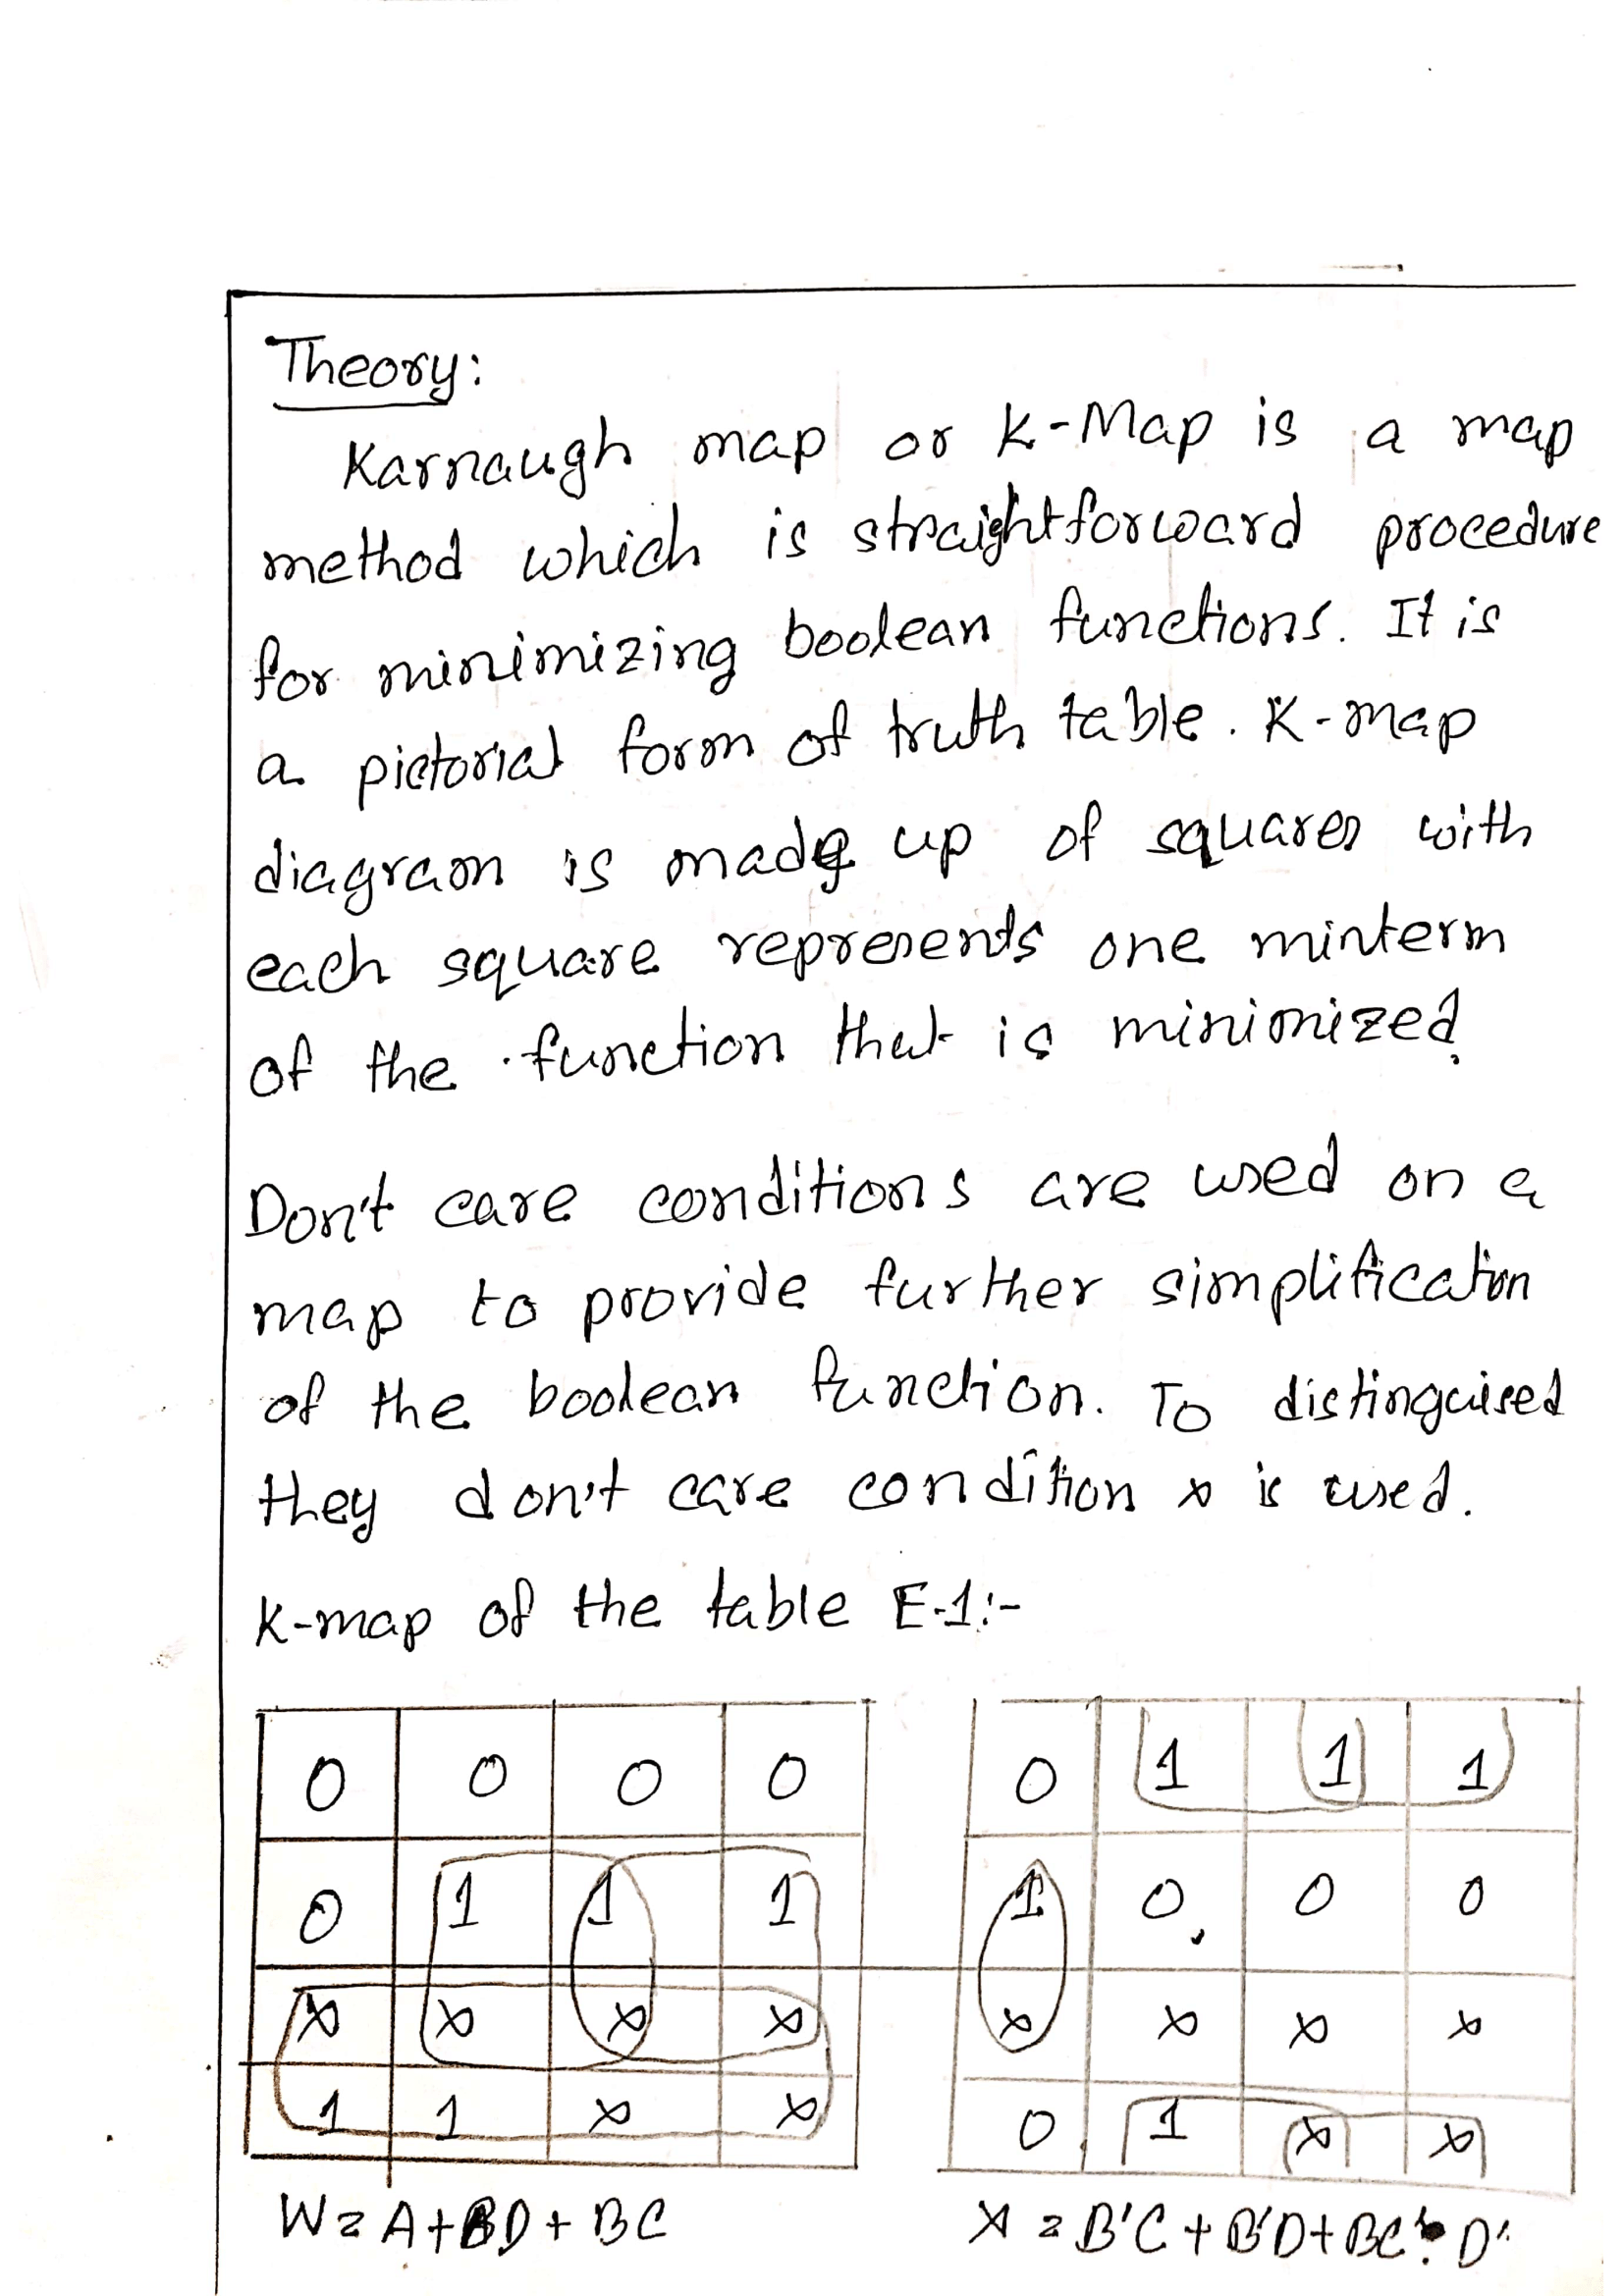 Theory:
Karnaugh map or K-Map is a map
method which is straightforward procedure
for minimizing boolean functions. It is
a pictorial form of truth table. K-map
diagram is made up of squares with
each square represents one minterm
of the function that is minimized.
Don't care conditions are used on a
map to provide further simplification
of the boolean function. To distinguised
they don't care condition x is used.
K-map of the table E-1:-
0 0 0 0
0 1 1 1
x x x x
1 1 x x
W = A+BD+BC
0 1 1 1
1 0 0 0
x x x x
0 1 x x
X = B'C + B'D + BC'D'